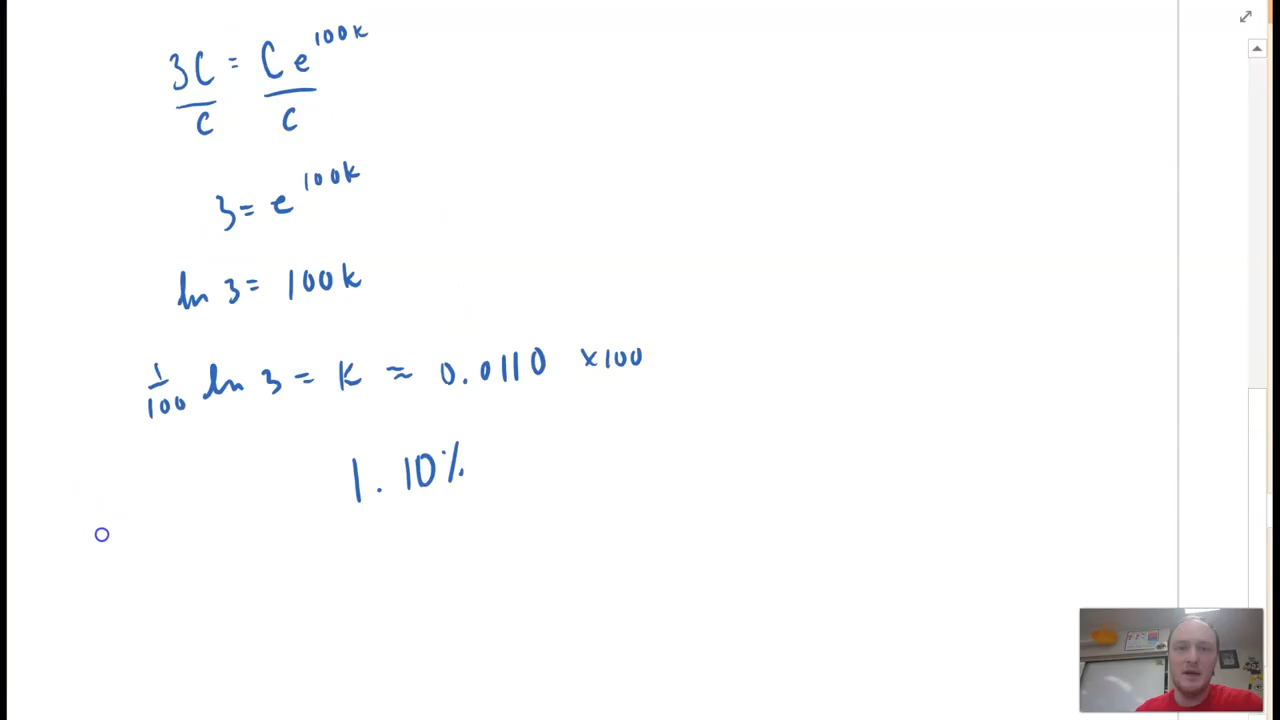 3C = Ce^100k
C C
3 = e^100k
ln 3 = 100k
1/100 ln 3 = k ≈ 0.0110 ×100
1.10%